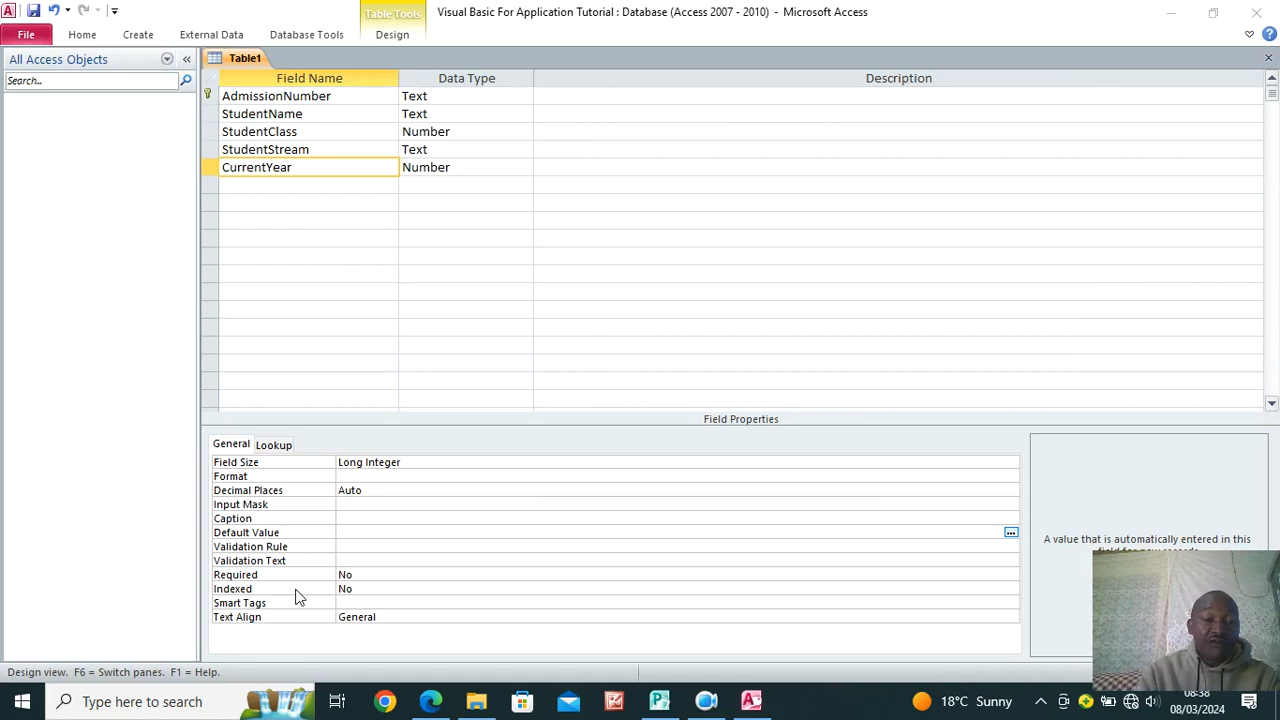 Visual Basic For Application Tutorial : Database (Access 2007 - 2010) - Microsoft Access
Table Tools
File Home Create External Data Database Tools Design
All Access Objects
Search...
Table1
Field Name Data Type Description
AdmissionNumber Text
StudentName Text
StudentClass Number
StudentStream Text
CurrentYear Number
Field Properties
General Lookup
Field Size Long Integer
Format
Decimal Places Auto
Input Mask
Caption
Default Value
Validation Rule
Validation Text
Required No
Indexed No
Smart Tags
Text Align General
A value that is automatically entered in this
Design view. F6 = Switch panes. F1 = Help.
Type here to search
18°C Sunny
08:38
08/03/2024